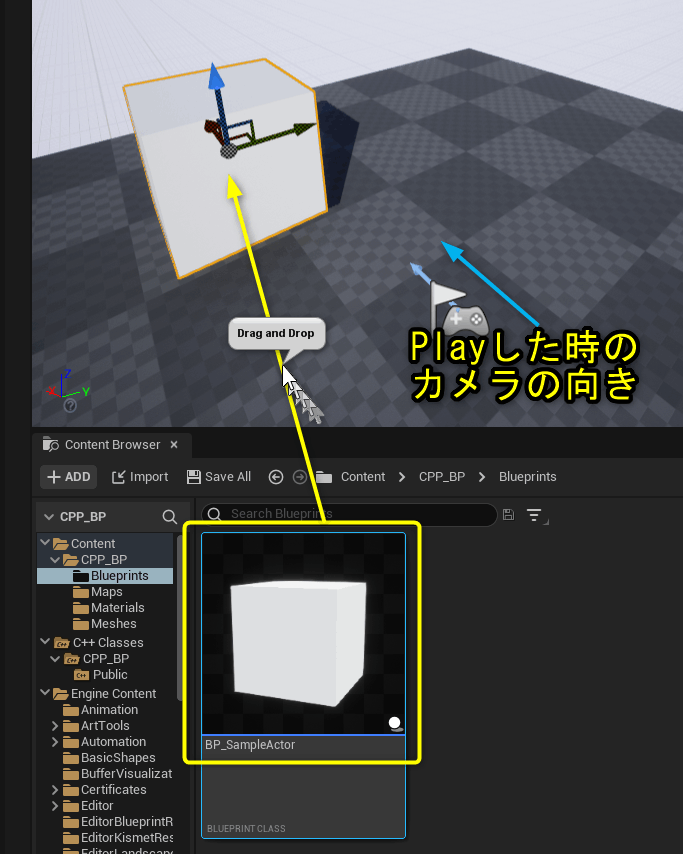 Drag and Drop
Playした時の
カメラの向き
Z
X
Y
?
Content Browser ×
+ ADD Import Save All Content > CPP_BP > Blueprints
CPP_BP
Search Blueprints
Content
CPP_BP
Blueprints
Maps
Materials
Meshes
C++ Classes
CPP_BP
Public
Engine Content
Animation
ArtTools
Automation
BasicShapes
BufferVisualizat
Certificates
Editor
EditorBlueprintR
EditorKismetRes
EditorLandscape
BP_SampleActor
BLUEPRINT CLASS